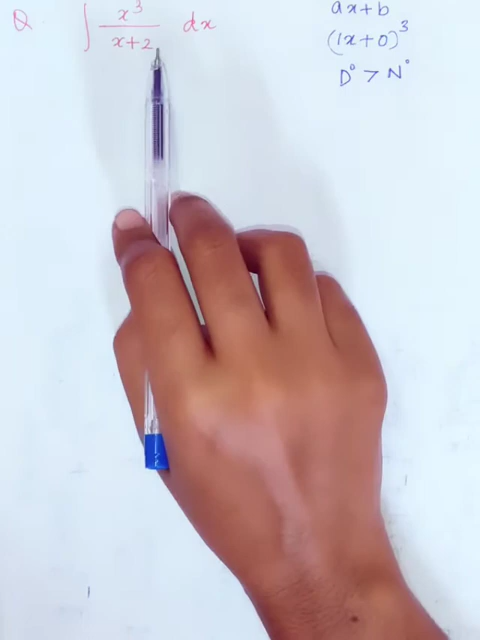 Q ∫ x³/(x+2) dx
ax+b
(1x+0)³
D° > N°